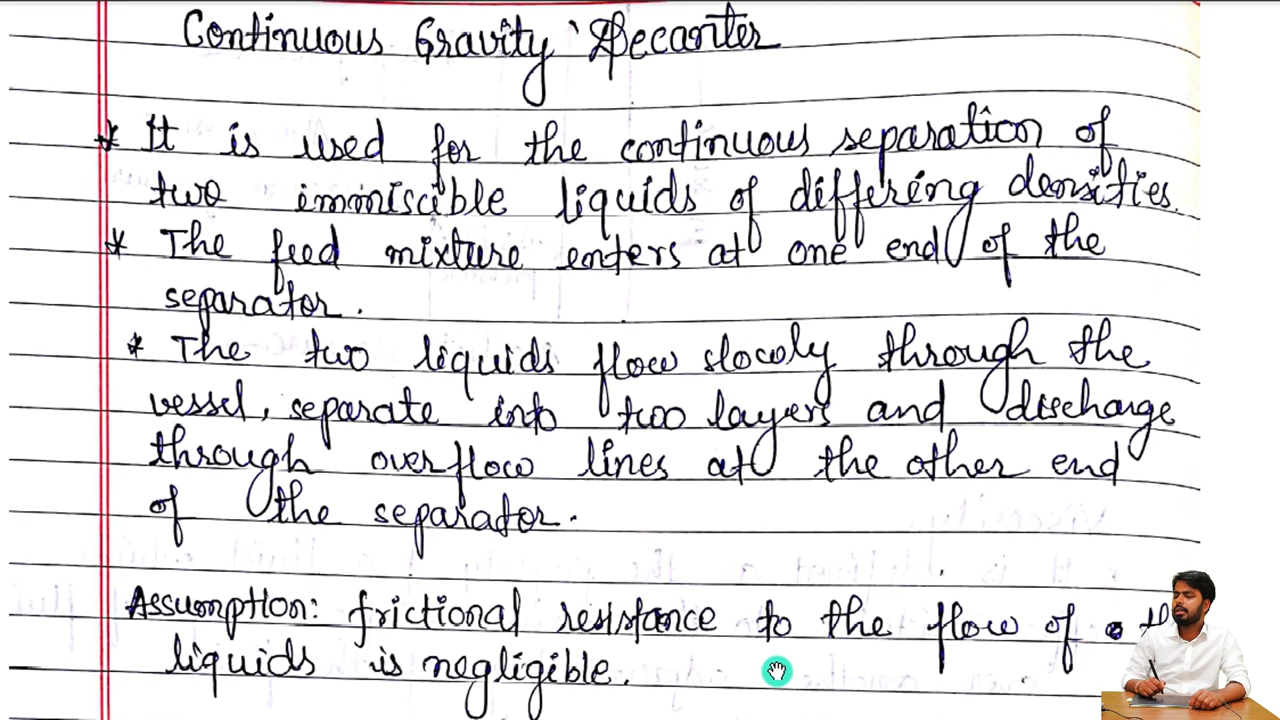 Continuous Gravity Decanter
* It is used for the continuous separation of
two immiscible liquids of differing densities.
* The feed mixture enters at one end of the
separator.
* The two liquids flow slowly through the
vessel, separate into two layers and discharge
through overflow lines at the other end
of the separator.
Assumption: frictional resistance to the flow of
liquids is negligible.